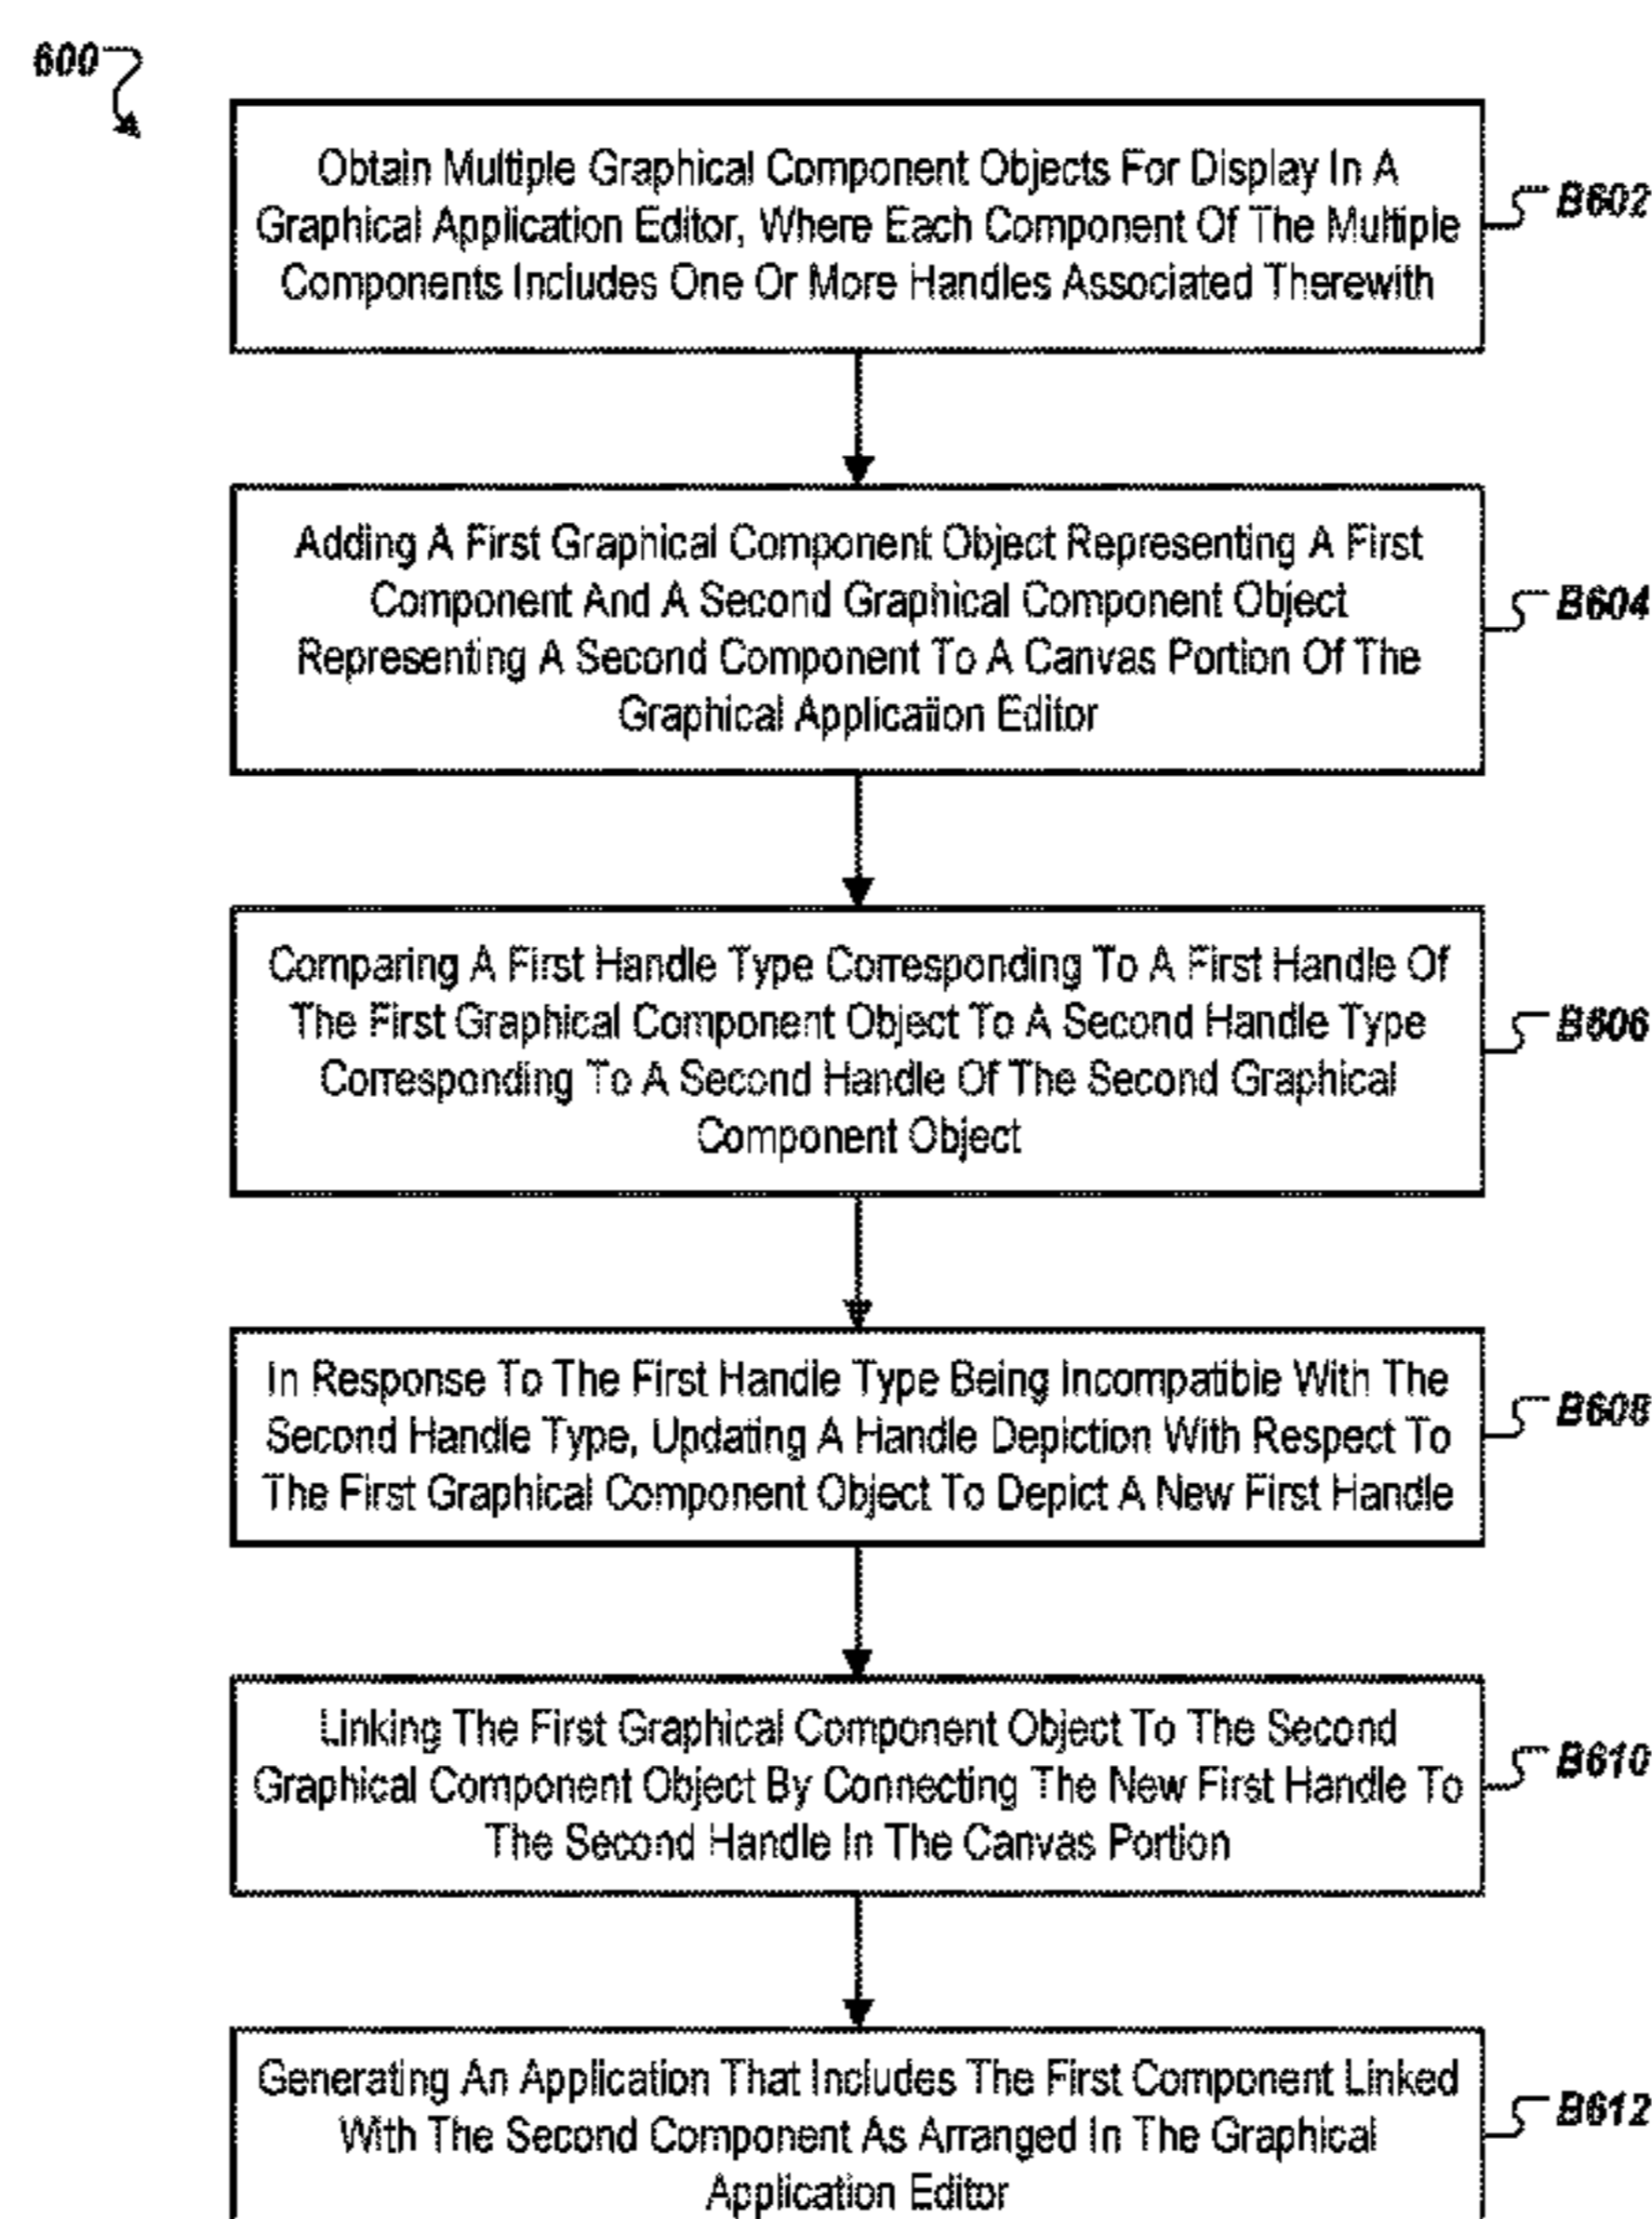 600
Obtain Multiple Graphical Component Objects For Display In A
Graphical Application Editor, Where Each Component Of The Multiple
Components Includes One Or More Handles Associated Therewith
B602
Adding A First Graphical Component Object Representing A First
Component And A Second Graphical Component Object
Representing A Second Component To A Canvas Portion Of The
Graphical Application Editor
B604
Comparing A First Handle Type Corresponding To A First Handle Of
The First Graphical Component Object To A Second Handle Type
Corresponding To A Second Handle Of The Second Graphical
Component Object
B606
In Response To The First Handle Type Being Incompatible With The
Second Handle Type, Updating A Handle Depiction With Respect To
The First Graphical Component Object To Depict A New First Handle
B608
Linking The First Graphical Component Object To The Second
Graphical Component Object By Connecting The New First Handle To
The Second Handle In The Canvas Portion
B610
Generating An Application That Includes The First Component Linked
With The Second Component As Arranged In The Graphical
Application Editor
B612